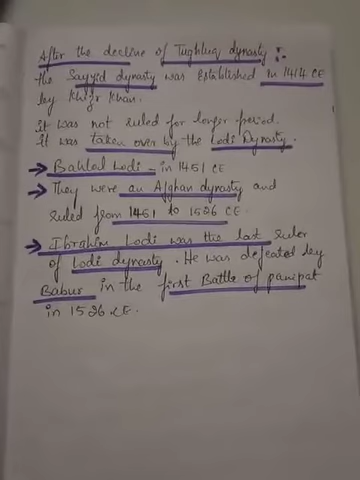 After the decline of Tughluq dynasty :-
the Sayyid dynasty was established in 1414 CE
by Khizr Khan.
it was not ruled for longer period.
It was taken over by the Lodi Dynasty.
→ Bahlol Lodi - in 1451 CE
→ They were an Afghan dynasty and
ruled from 1451 to 1526 CE.
→ Ibrahim Lodi was the last ruler
of Lodi dynasty. He was defeated by
Babur in the first Battle of panipat
in 1526 CE.